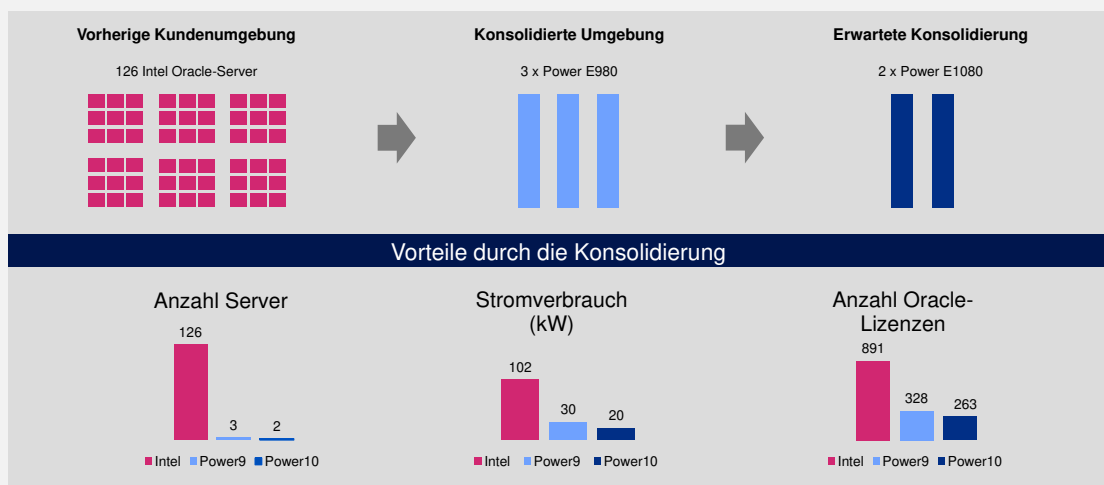 Vorherige Kundenumgebung
126 Intel Oracle-Server
Konsolidierte Umgebung
3 x Power E980
Erwartete Konsolidierung
2 x Power E1080
Vorteile durch die Konsolidierung
Anzahl Server
126
3
2
Intel Power9 Power10
Stromverbrauch
(kW)
102
30
20
Intel Power9 Power10
Anzahl Oracle-
Lizenzen
891
328
263
Intel Power9 Power10